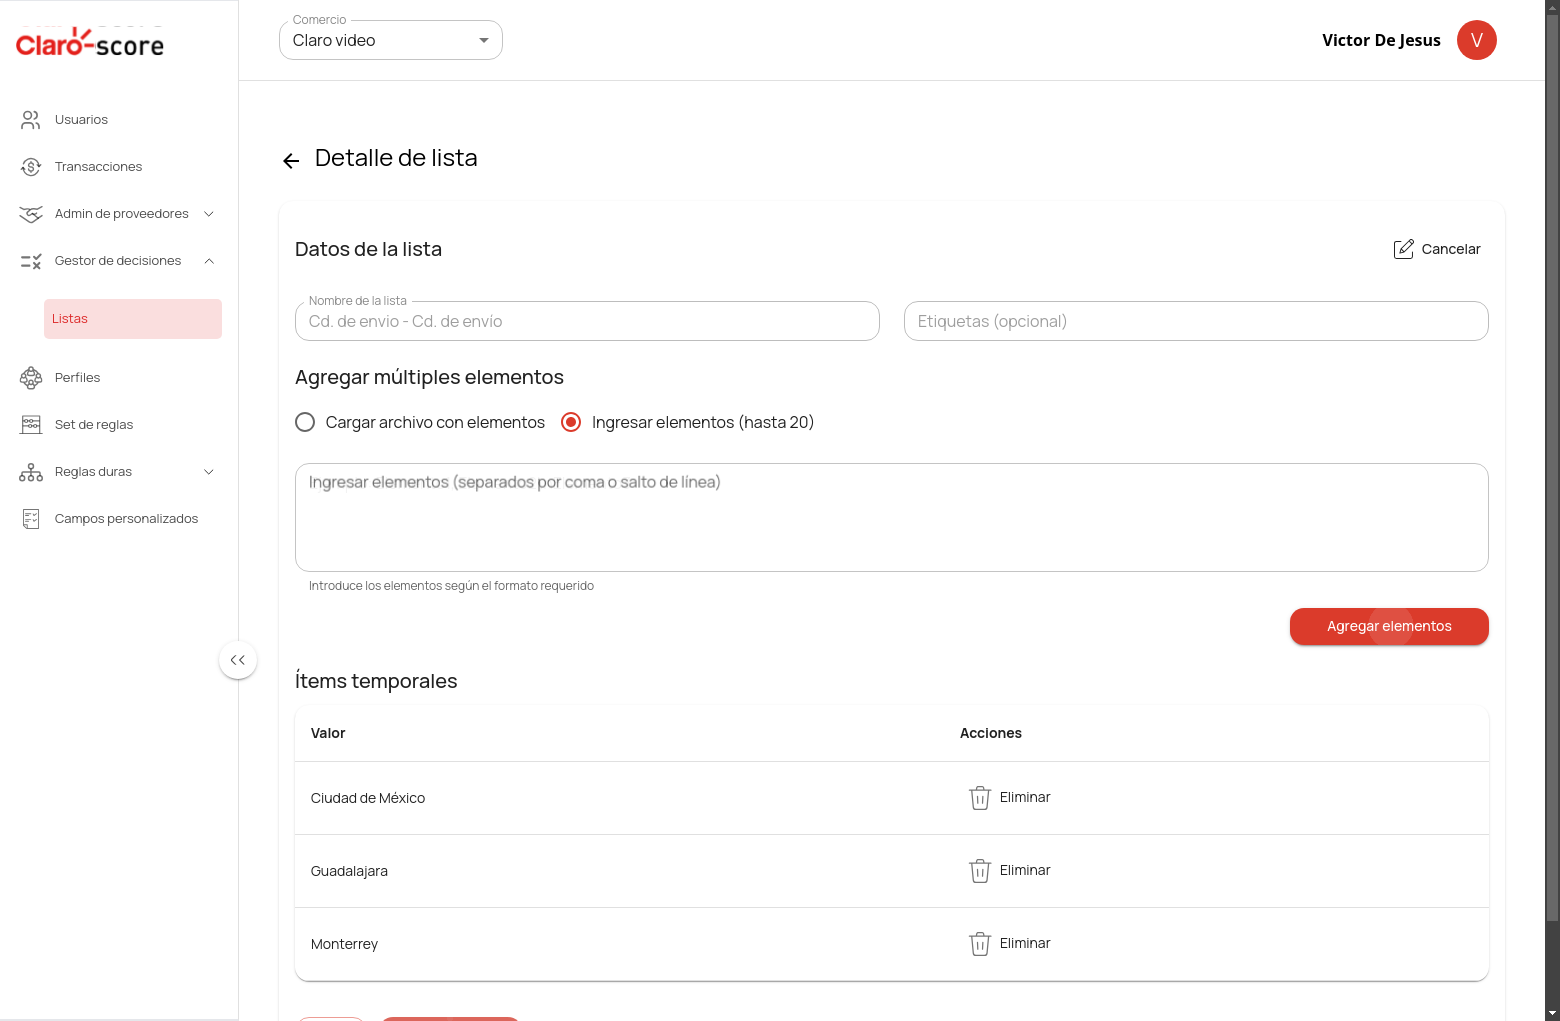 Claro-score
Comercio
Claro video
Victor De Jesus
V
Usuarios
Transacciones
Admin de proveedores
Gestor de decisiones
Listas
Perfiles
Set de reglas
Reglas duras
Campos personalizados
Detalle de lista
Datos de la lista
Cancelar
Nombre de la lista
Cd. de envio - Cd. de envío
Etiquetas (opcional)
Agregar múltiples elementos
Cargar archivo con elementos
Ingresar elementos (hasta 20)
Ingresar elementos (separados por coma o salto de línea)
Introduce los elementos según el formato requerido
Agregar elementos
Ítems temporales
Valor
Acciones
Ciudad de México
Eliminar
Guadalajara
Eliminar
Monterrey
Eliminar